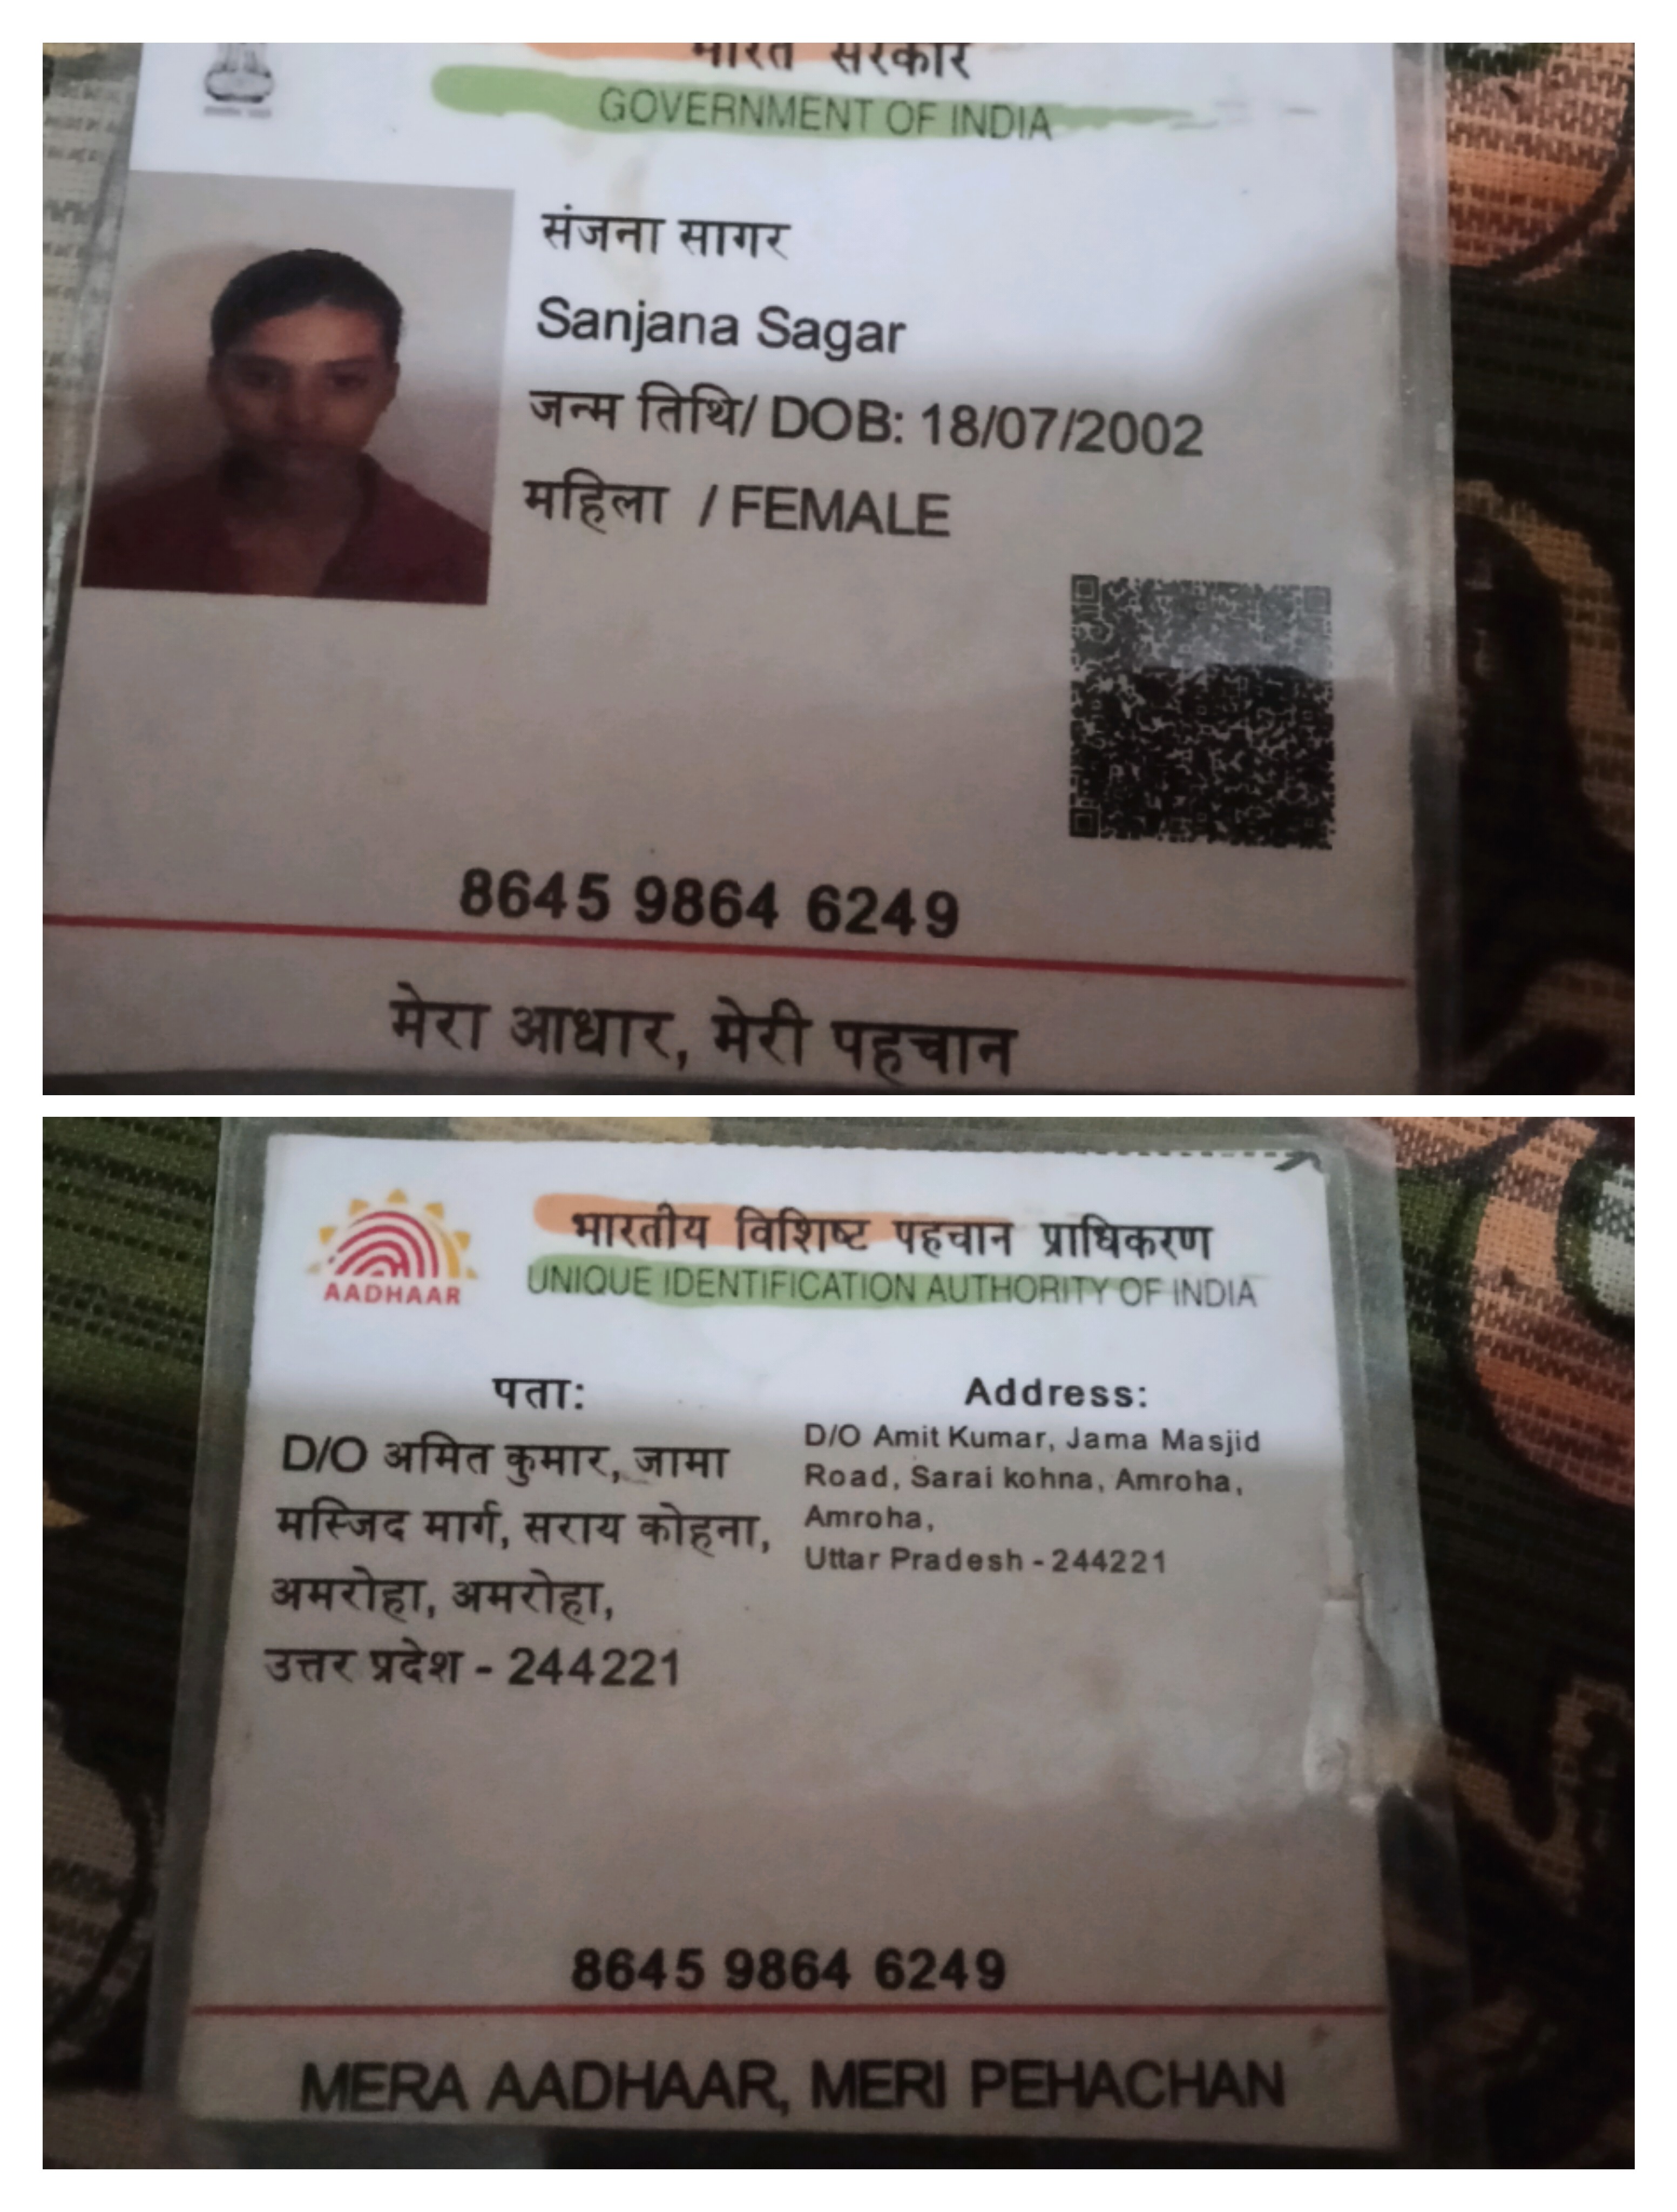 भारत सरकार
GOVERNMENT OF INDIA
संजना सागर
Sanjana Sagar
जन्म तिथि/ DOB: 18/07/2002
महिला / FEMALE
8645 9864 6249
मेरा आधार, मेरी पहचान
AADHAAR
भारतीय विशिष्ट पहचान प्राधिकरण
UNIQUE IDENTIFICATION AUTHORITY OF INDIA
पता:
D/O अमित कुमार, जामा
मस्जिद मार्ग, सराय कोहना,
अमरोहा, अमरोहा,
उत्तर प्रदेश - 244221
Address:
D/O Amit Kumar, Jama Masjid
Road, Sarai kohna, Amroha,
Amroha,
Uttar Pradesh - 244221
8645 9864 6249
MERA AADHAAR, MERI PEHACHAN